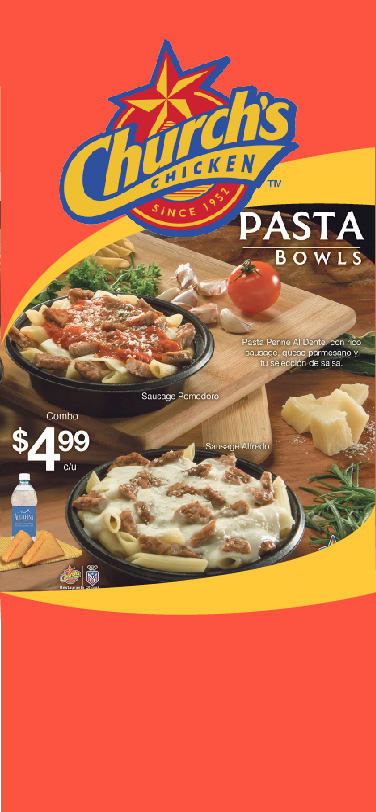 Church's
CHICKEN
TM
SINCE 1952
PASTA
BOWLS
Pasta Penne Al Dente, con rico
sausage, queso parmesano y
tu selección de salsa.
Sausage Pomodoro
Combo
$4.99
c/u
Sausage Alfredo